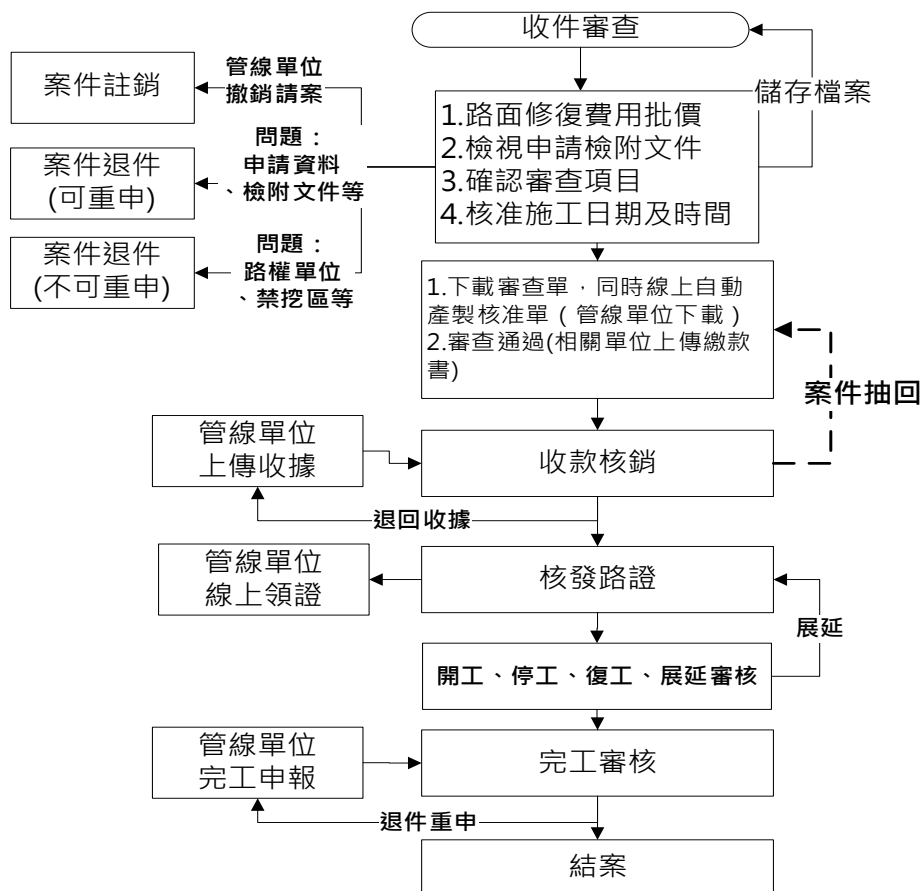 收件審查
案件註銷
管線單位
撤銷請案
儲存檔案
1.路面修復費用批價
2.檢視申請檢附文件
3.確認審查項目
4.核准施工日期及時間
問題：
申請資料
、檢附文件等
案件退件
(可重申)
問題：
路權單位
、禁挖區等
案件退件
(不可重申)
1.下載審查單，同時線上自動
產製核准單（管線單位下載）
2.審查通過(相關單位上傳繳款
書)
案件抽回
管線單位
上傳收據
收款核銷
退回收據
管線單位
線上領證
核發路證
展延
開工、停工、復工、展延審核
管線單位
完工申報
完工審核
退件重申
結案